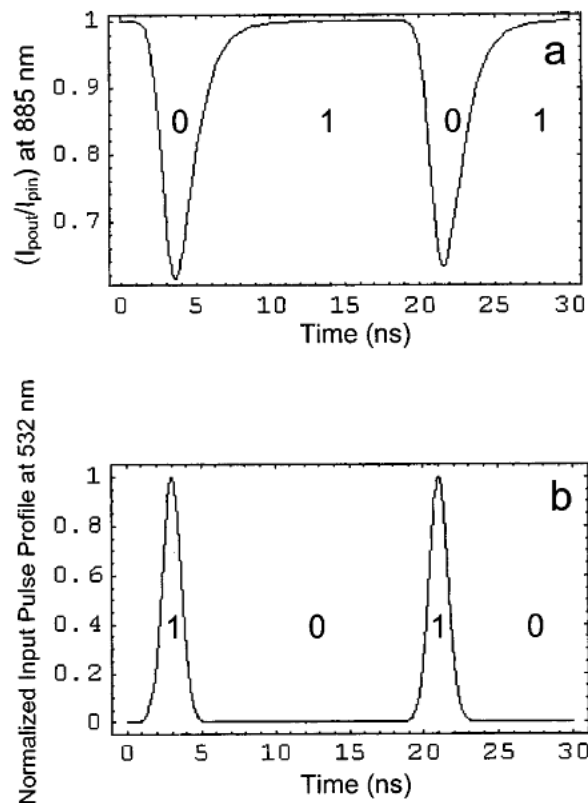 a
(Ipout/Ipin) at 885 nm
1
0.9
0.8
0.7
0 1 0 1
0 5 10 15 20 25 30
Time (ns)
b
Normalized Input Pulse Profile at 532 nm
1
0.8
0.6
0.4
0.2
0
1 0 1 0
0 5 10 15 20 25 30
Time (ns)